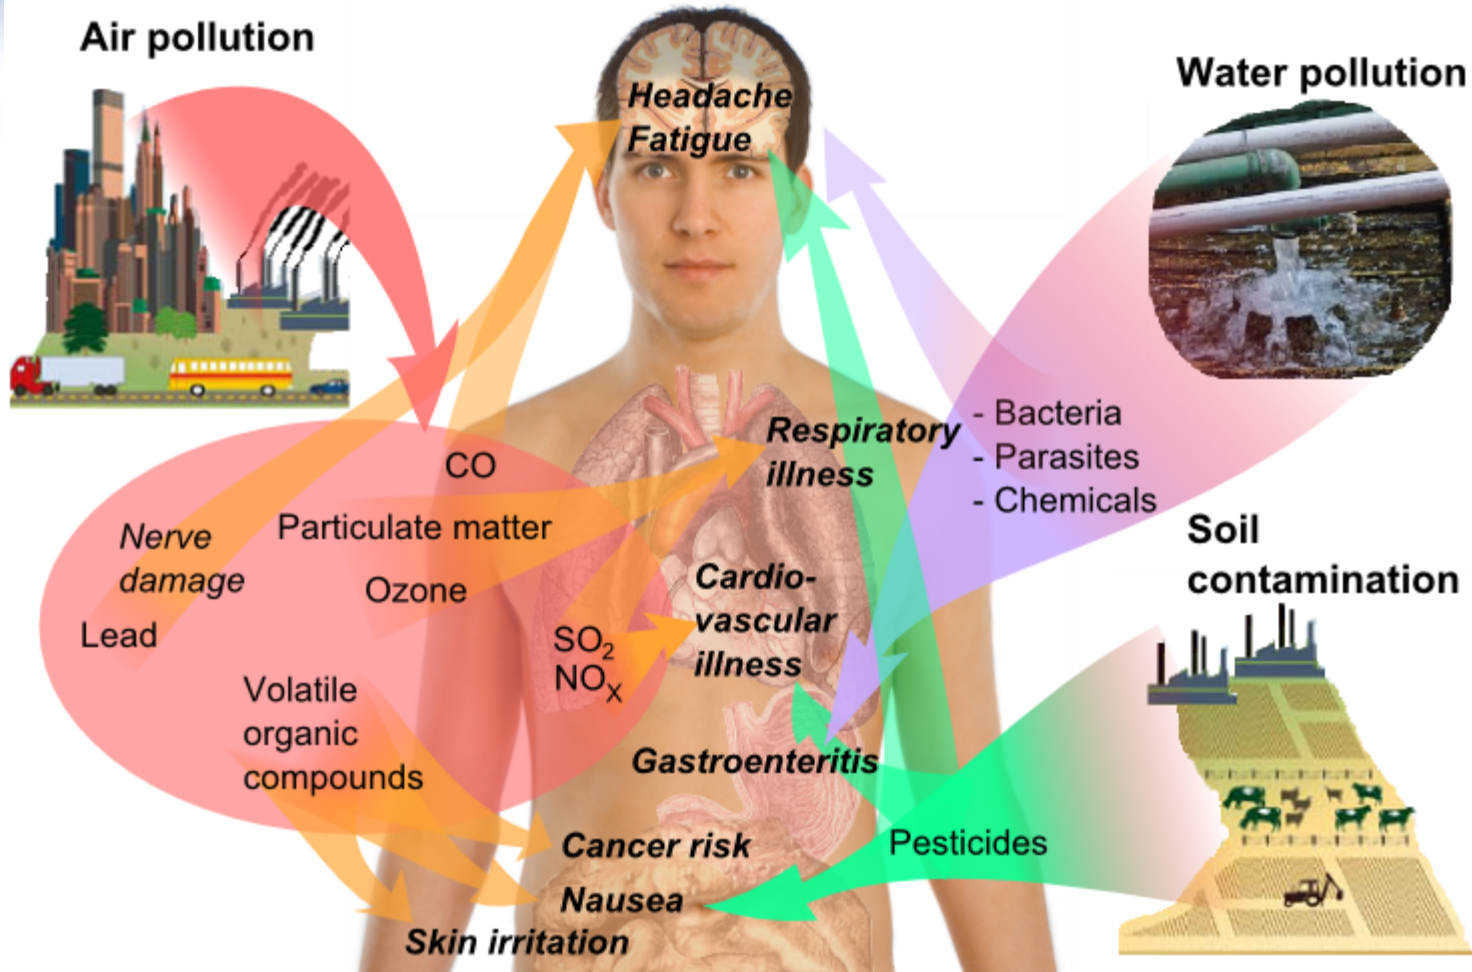 Air pollution
Water pollution
Headache
Fatigue
Respiratory
illness
- Bacteria
- Parasites
- Chemicals
CO
Particulate matter
Ozone
Nerve
damage
Lead
SO₂
NOX
Volatile
organic
compounds
Cardio-
vascular
illness
Soil
contamination
Gastroenteritis
Pesticides
Cancer risk
Nausea
Skin irritation